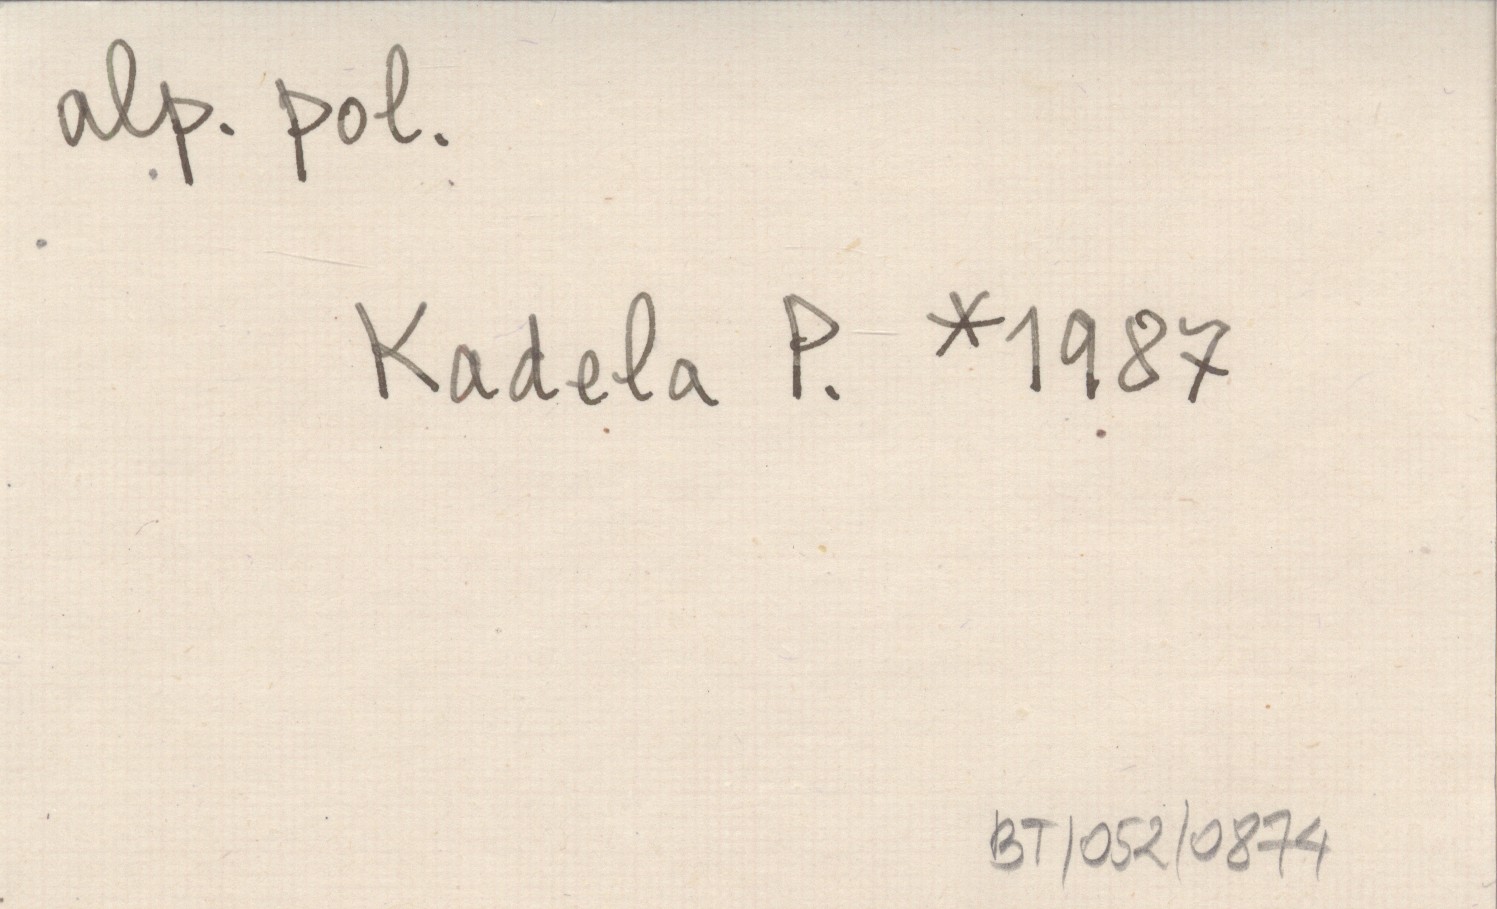 alp. pol.
Kadela P. *1987
BT/052/0874